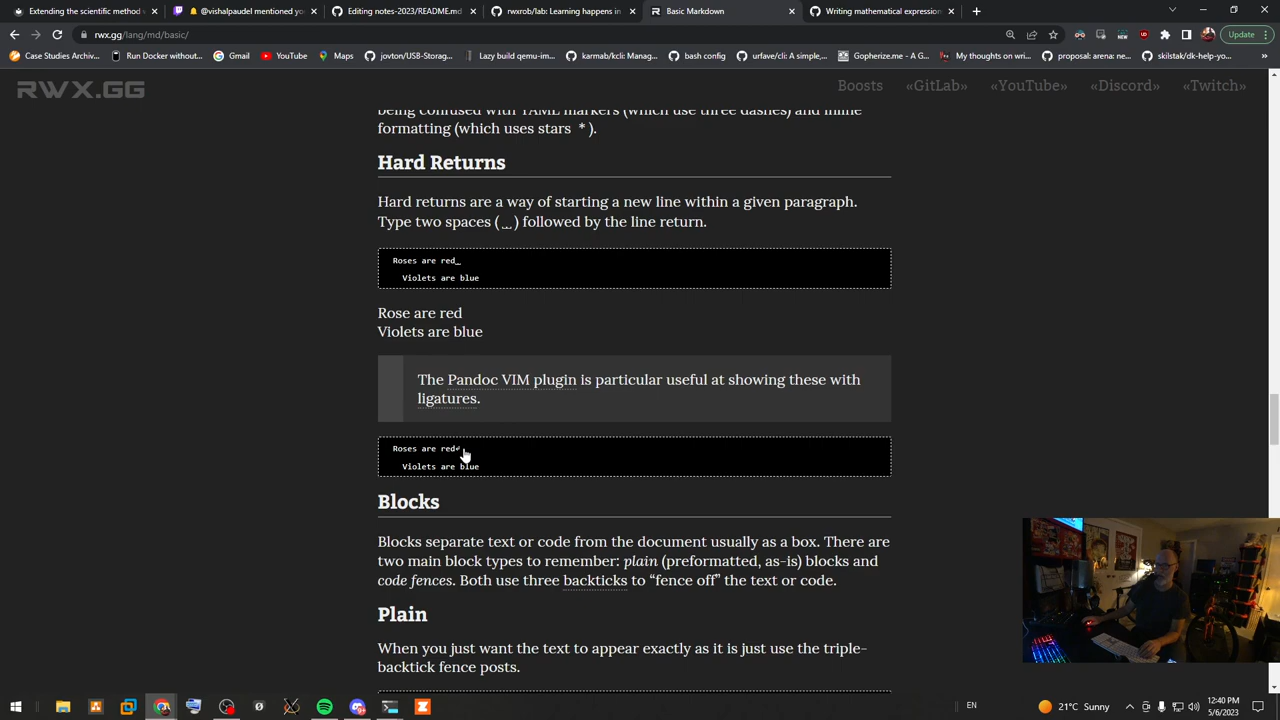 Extending the scientific method
@vishalpaudel mentioned you
Editing notes-2023/README.md
rwxrob/lab: Learning happens in
Basic Markdown
Writing mathematical expression
rwx.gg/lang/md/basic/
Update
Case Studies Archiv...
Run Docker without...
Gmail
YouTube
Maps
jovton/USB-Storag...
Lazy build qemu-im...
karmab/kcli: Manag...
bash config
urfave/cli: A simple,...
Gopherize.me - A G...
My thoughts on wri...
proposal: arena: ne...
skilstak/dk-help-yo...
RWX.GG
Boosts «GitLab» «YouTube» «Discord» «Twitch»
being confused with YAML markers (which use three dashes) and inline
formatting (which uses stars * ).
Hard Returns
Hard returns are a way of starting a new line within a given paragraph.
Type two spaces (⎵) followed by the line return.
Roses are red⎵
Violets are blue
Rose are red
Violets are blue
The Pandoc VIM plugin is particular useful at showing these with
ligatures.
Roses are red↵
Violets are blue
Blocks
Blocks separate text or code from the document usually as a box. There are
two main block types to remember: plain (preformatted, as-is) blocks and
code fences. Both use three backticks to “fence off” the text or code.
Plain
When you just want the text to appear exactly as it is just use the triple-
backtick fence posts.
21°C Sunny
EN
12:40 PM
5/6/2023